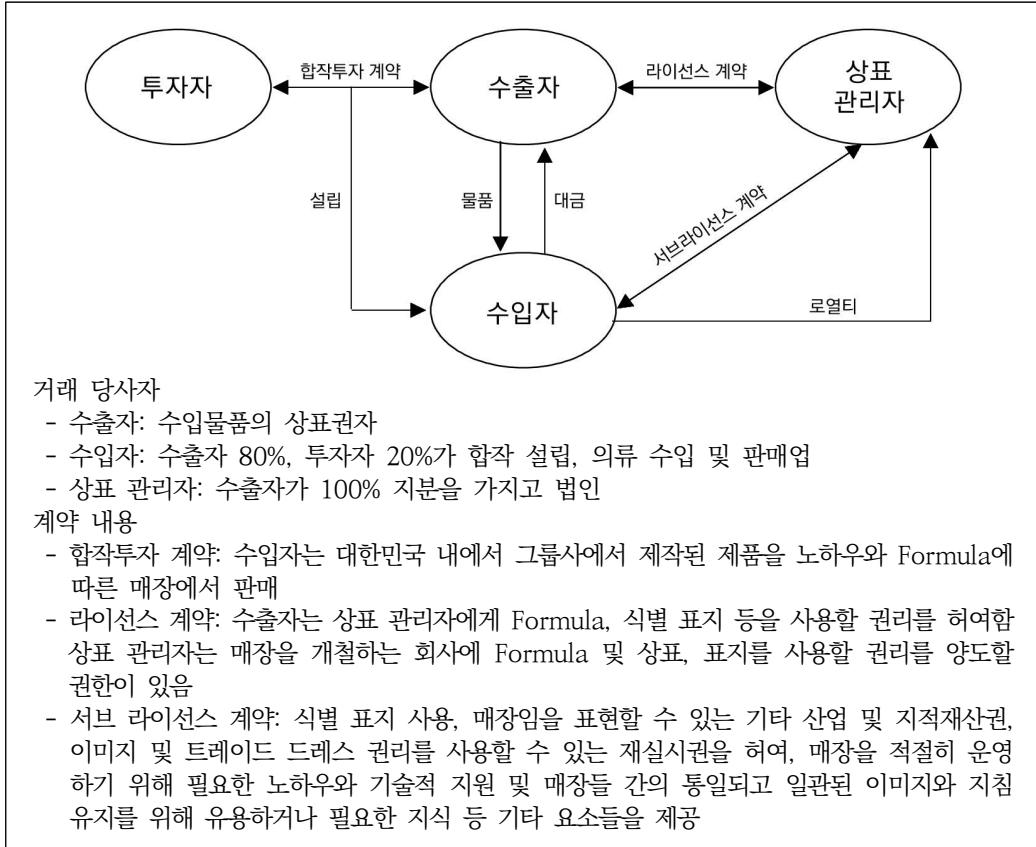 투자자
합작투자 계약
수출자
라이선스 계약
상표
관리자
설립
물품
대금
서브라이선스 계약
수입자
로열티
거래 당사자
- 수출자: 수입물품의 상표권자
- 수입자: 수출자 80%, 투자자 20%가 합작 설립, 의류 수입 및 판매업
- 상표 관리자: 수출자가 100% 지분을 가지고 법인
계약 내용
- 합작투자 계약: 수입자는 대한민국 내에서 그룹사에서 제작된 제품을 노하우와 Formula에
따른 매장에서 판매
- 라이선스 계약: 수출자는 상표 관리자에게 Formula, 식별 표지 등을 사용할 권리를 허여함
상표 관리자는 매장을 개철하는 회사에 Formula 및 상표, 표지를 사용할 권리를 양도할
권한이 있음
- 서브 라이선스 계약: 식별 표지 사용, 매장임을 표현할 수 있는 기타 산업 및 지적재산권,
이미지 및 트레이드 드레스 권리를 사용할 수 있는 재실시권을 허여, 매장을 적절히 운영
하기 위해 필요한 노하우와 기술적 지원 및 매장들 간의 통일되고 일관된 이미지와 지침
유지를 위해 유용하거나 필요한 지식 등 기타 요소들을 제공